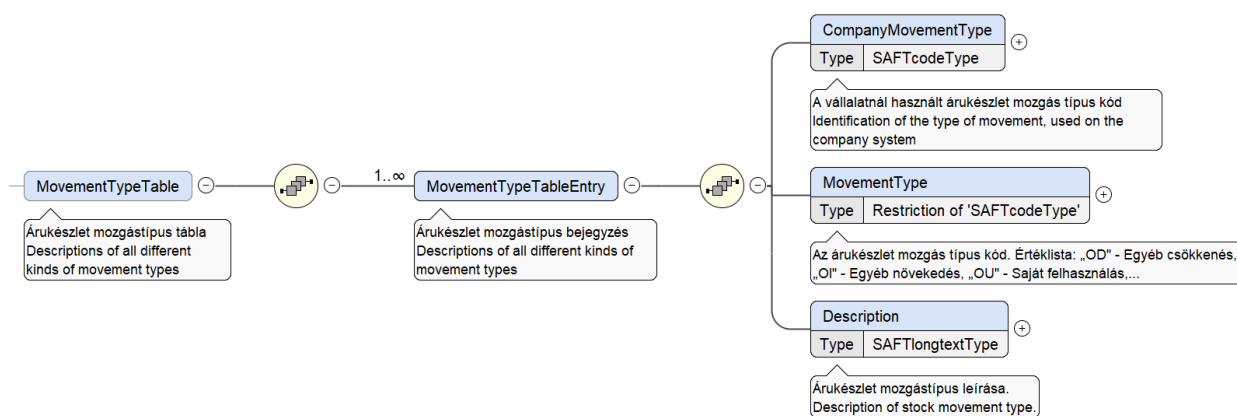 CompanyMovementType
Type SAFTcodeType
A vállalatnál használt árukészlet mozgás típus kód
Identification of the type of movement, used on the
company system
MovementTypeTable
1..∞
MovementTypeTableEntry
MovementType
Type Restriction of 'SAFTcodeType'
Árukészlet mozgástípus tábla
Descriptions of all different
kinds of movement types
Árukészlet mozgástípus bejegyzés
Descriptions of all different kinds of
movement types
Az árukészlet mozgás típus kód. Értéklista: „OD" - Egyéb csökkenés,
„OI" - Egyéb növekedés, „OU" - Saját felhasználás,...
Description
Type SAFTlongtextType
Árukészlet mozgástípus leírása.
Description of stock movement type.